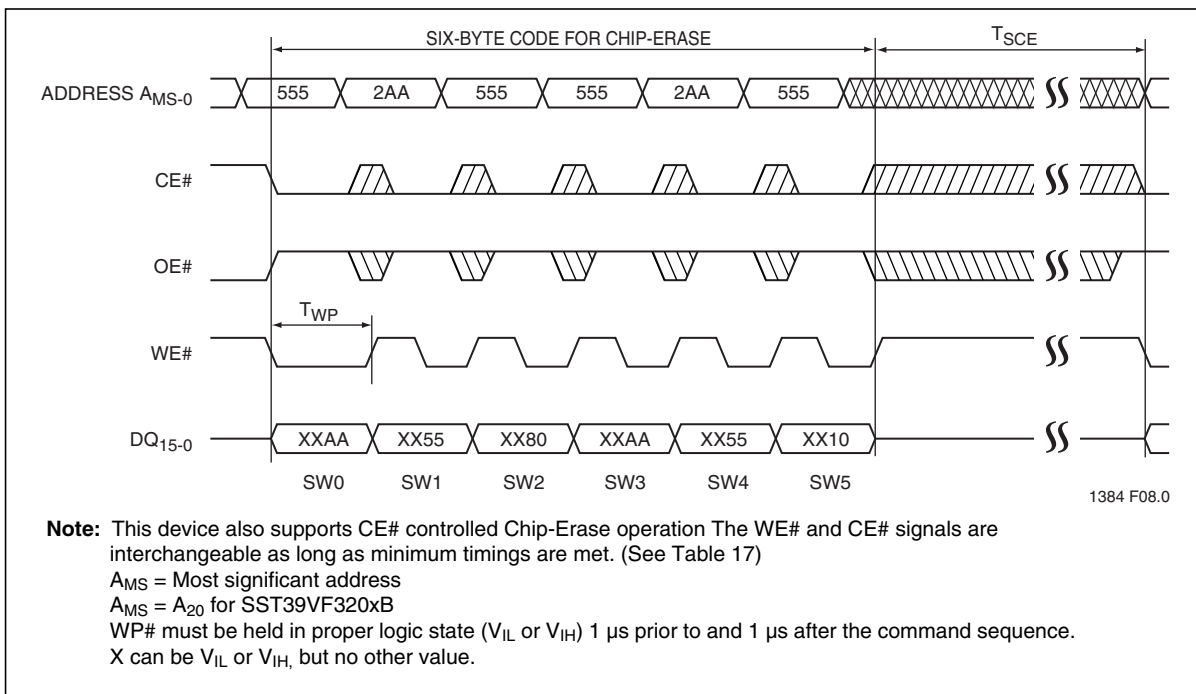 SIX-BYTE CODE FOR CHIP-ERASE TSCE
ADDRESS AMS-0 555 2AA 555 555 2AA 555
CE#
OE#
TWP
WE#
DQ15-0 XXAA XX55 XX80 XXAA XX55 XX10
SW0 SW1 SW2 SW3 SW4 SW5
1384 F08.0
Note: This device also supports CE# controlled Chip-Erase operation The WE# and CE# signals are
interchangeable as long as minimum timings are met. (See Table 17)
AMS = Most significant address
AMS = A20 for SST39VF320xB
WP# must be held in proper logic state (VIL or VIH) 1 µs prior to and 1 µs after the command sequence.
X can be VIL or VIH, but no other value.